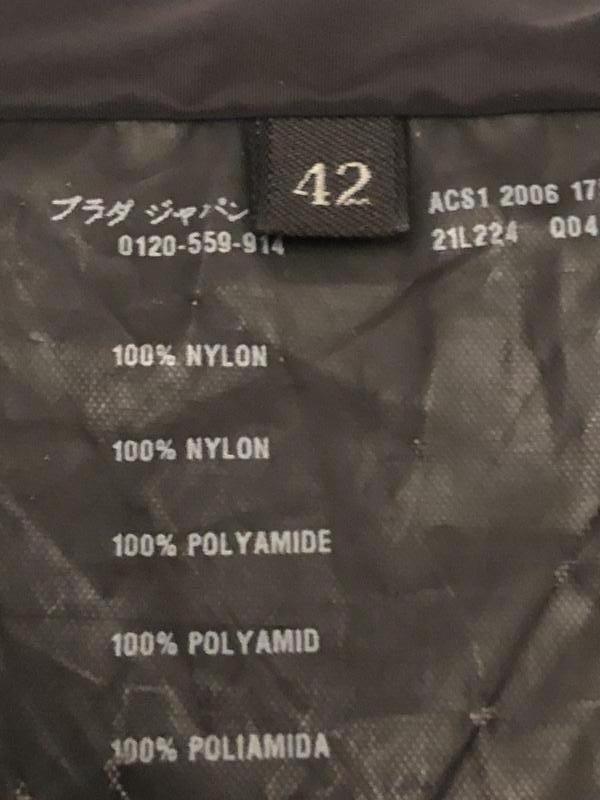 42
プラダ ジャパン
0120-559-914
ACS1 2006 17
21L224 Q04
100% NYLON
100% NYLON
100% POLYAMIDE
100% POLYAMID
100% POLIAMIDA